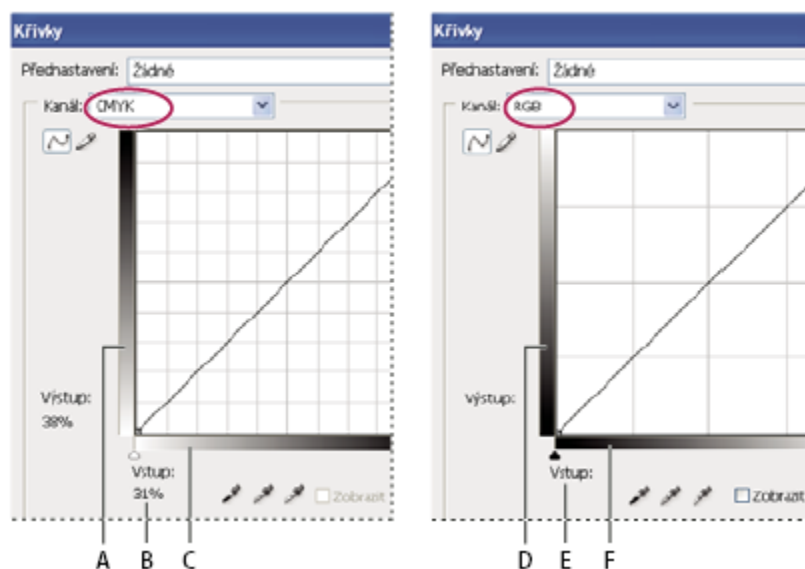 Křivky
Přednastavení: Žádné
Kanál: CMYK
Výstup:
38%
Vstup:
31%
Zobrazit
A B C
Křivky
Přednastavení: Žádné
Kanál: RGB
Výstup:
Vstup:
Zobrazit
D E F